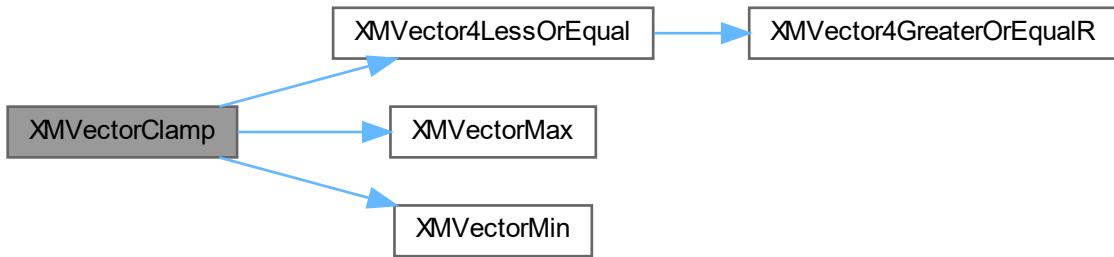 XMVector4LessOrEqual
XMVector4GreaterOrEqualR
XMVectorClamp
XMVectorMax
XMVectorMin